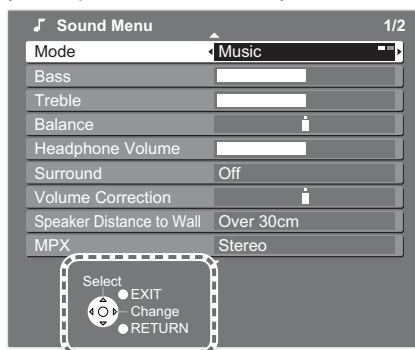 Sound Menu 1/2
Mode Music
Bass
Treble
Balance
Headphone Volume
Surround Off
Volume Correction
Speaker Distance to Wall Over 30cm
MPX Stereo
Select
EXIT
Change
RETURN